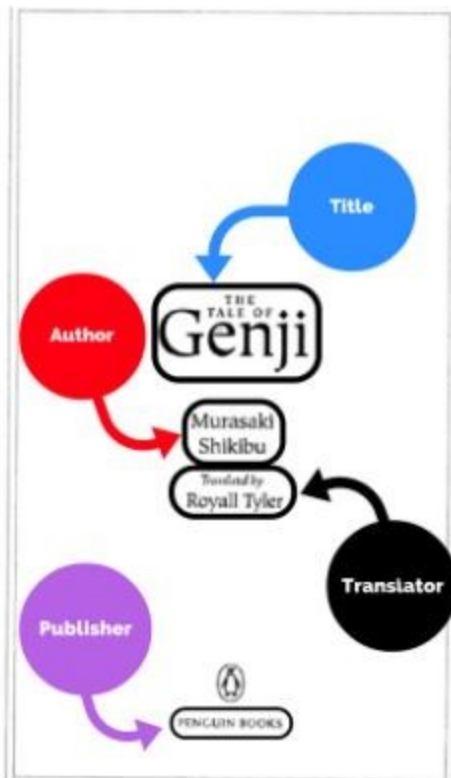 Title
THE
TALE OF
Genji
Author
Murasaki
Shikibu
Translated by
Royall Tyler
Translator
Publisher
PENGUIN BOOKS